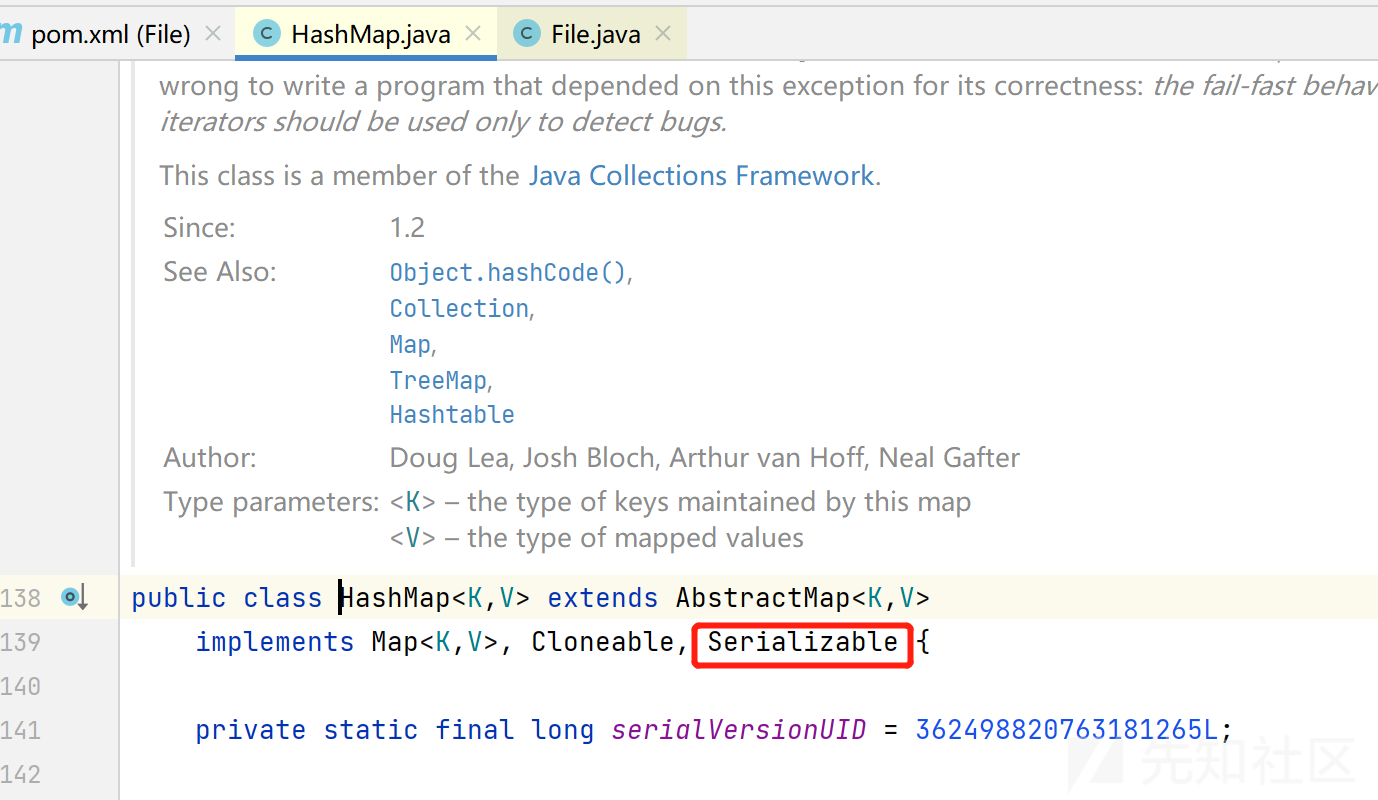 m pom.xml (File) × C HashMap.java × C File.java ×
wrong to write a program that depended on this exception for its correctness: the fail-fast behav
iterators should be used only to detect bugs.
This class is a member of the Java Collections Framework.
Since: 1.2
See Also: Object.hashCode(),
Collection,
Map,
TreeMap,
Hashtable
Author: Doug Lea, Josh Bloch, Arthur van Hoff, Neal Gafter
Type parameters: <K> – the type of keys maintained by this map
<V> – the type of mapped values
138 public class HashMap<K,V> extends AbstractMap<K,V>
139 implements Map<K,V>, Cloneable, Serializable {
140
141 private static final long serialVersionUID = 362498820763181265L;
142
先知社区